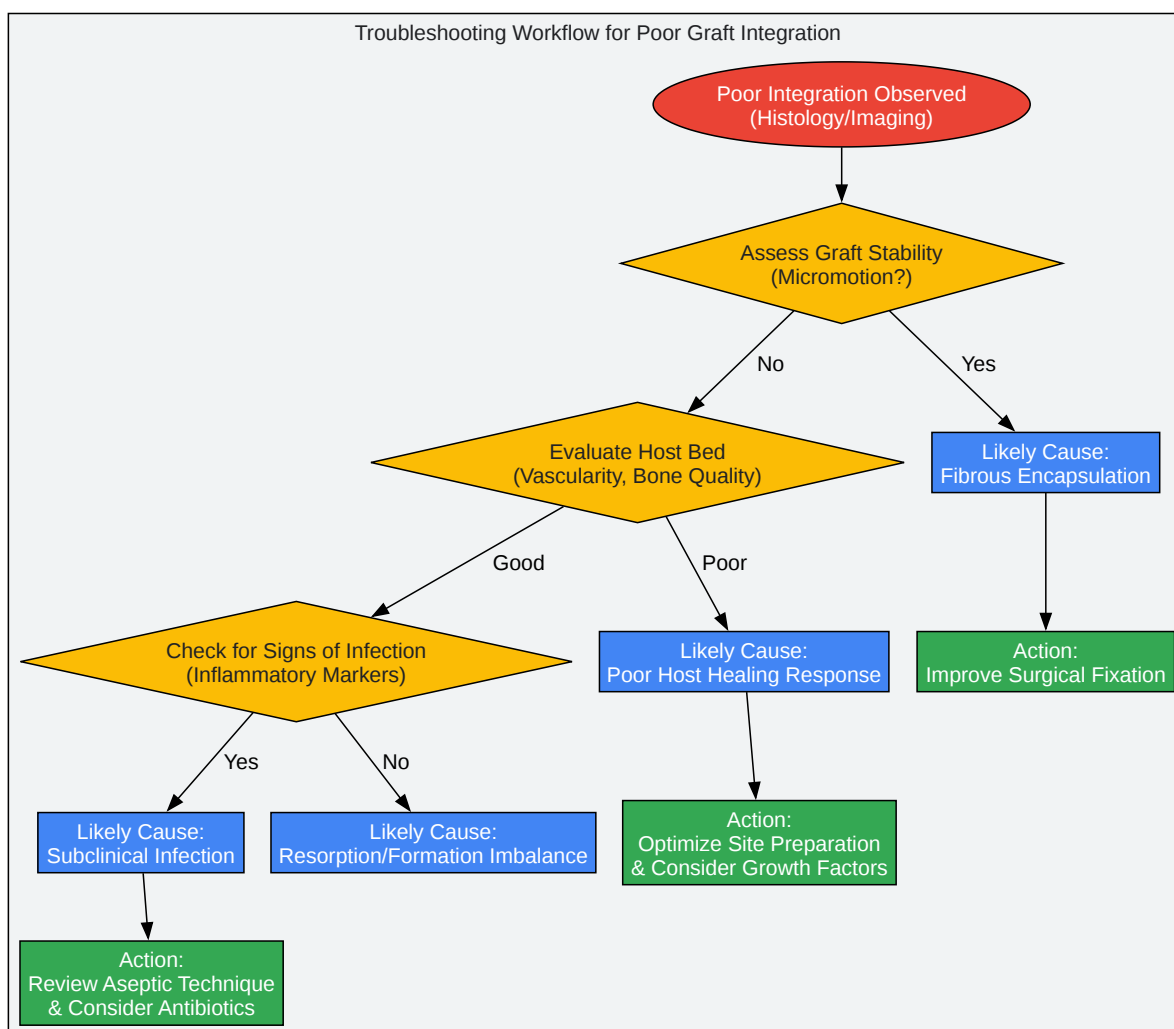 Troubleshooting Workflow for Poor Graft Integration
Poor Integration Observed
(Histology/Imaging)
Assess Graft Stability
(Micromotion?)
No
Yes
Evaluate Host Bed
(Vascularity, Bone Quality)
Likely Cause:
Fibrous Encapsulation
Good
Poor
Check for Signs of Infection
(Inflammatory Markers)
Likely Cause:
Poor Host Healing Response
Action:
Improve Surgical Fixation
Yes
No
Likely Cause:
Subclinical Infection
Likely Cause:
Resorption/Formation Imbalance
Action:
Optimize Site Preparation
& Consider Growth Factors
Action:
Review Aseptic Technique
& Consider Antibiotics